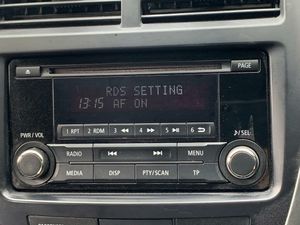 PAGE
RDS SETTING
13:15 AF ON
PWR / VOL
1 RPT 2 RDM 3 4 5 6
/SEL
RADIO MENU
MEDIA DISP PTY/SCAN TP